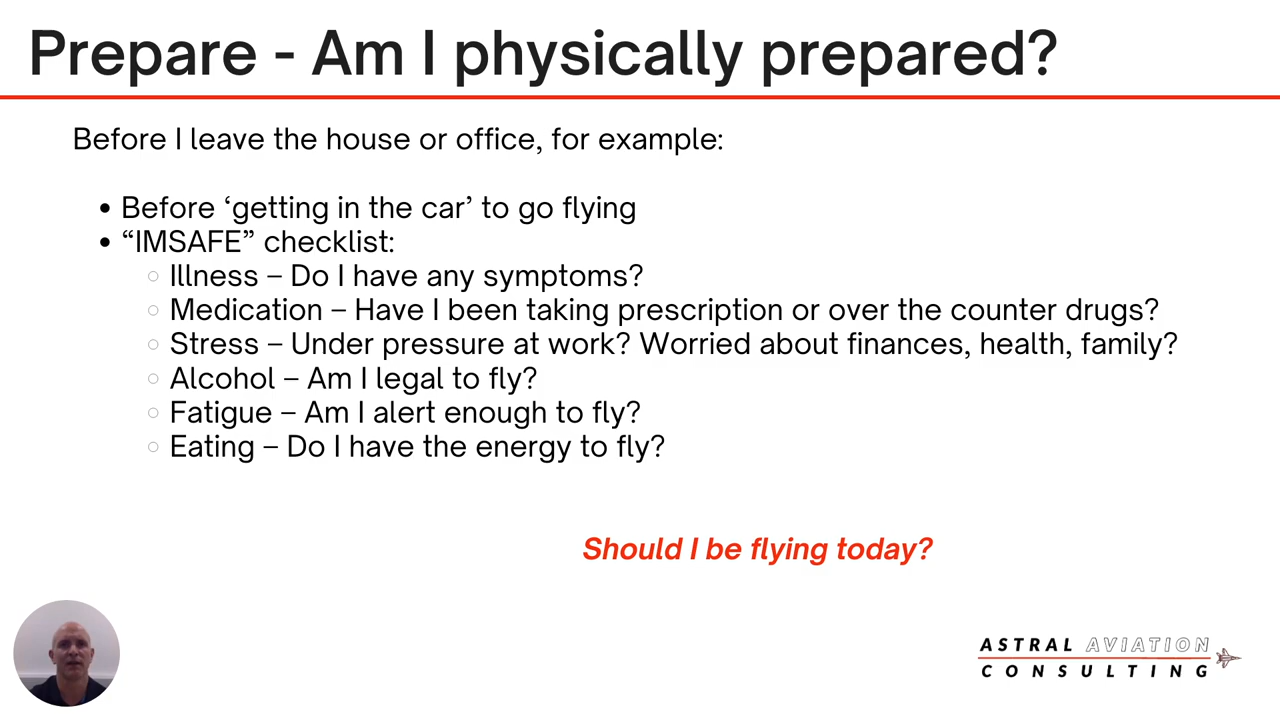 Prepare - Am I physically prepared?
Before I leave the house or office, for example:
• Before ‘getting in the car’ to go flying
• “IMSAFE” checklist:
○ Illness – Do I have any symptoms?
○ Medication – Have I been taking prescription or over the counter drugs?
○ Stress – Under pressure at work? Worried about finances, health, family?
○ Alcohol – Am I legal to fly?
○ Fatigue – Am I alert enough to fly?
○ Eating – Do I have the energy to fly?
Should I be flying today?
ASTRAL AVIATION
CONSULTING